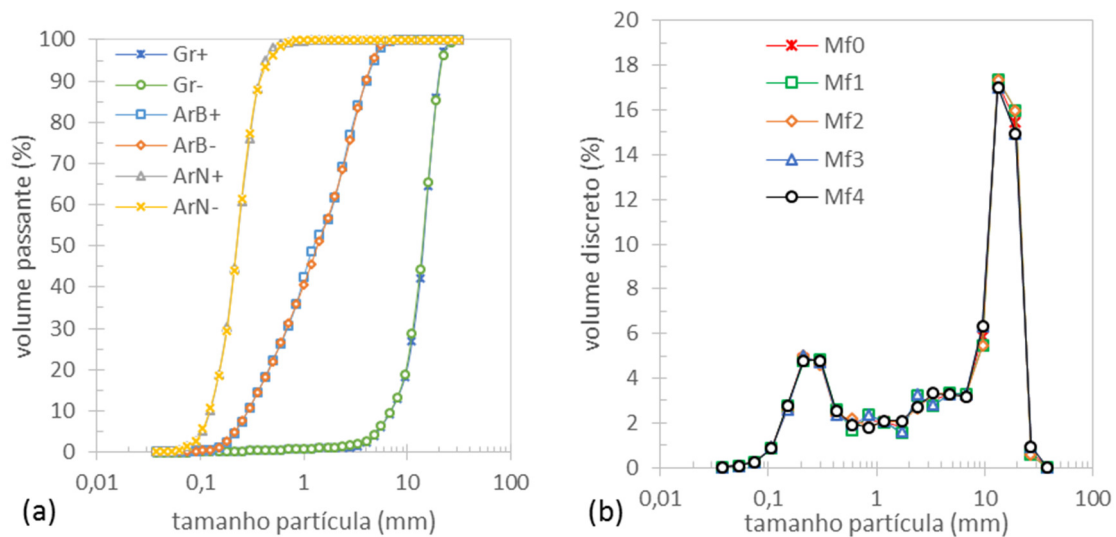 100
90
80
70
60
50
40
30
20
10
0
volume passante (%)
Gr+
Gr-
ArB+
ArB-
ArN+
ArN-
0,01
0,1
1
10
100
tamanho partícula (mm)
(a)
20
18
16
14
12
10
8
6
4
2
0
volume discreto (%)
Mf0
Mf1
Mf2
Mf3
Mf4
0,01
0,1
1
10
100
tamanho partícula (mm)
(b)